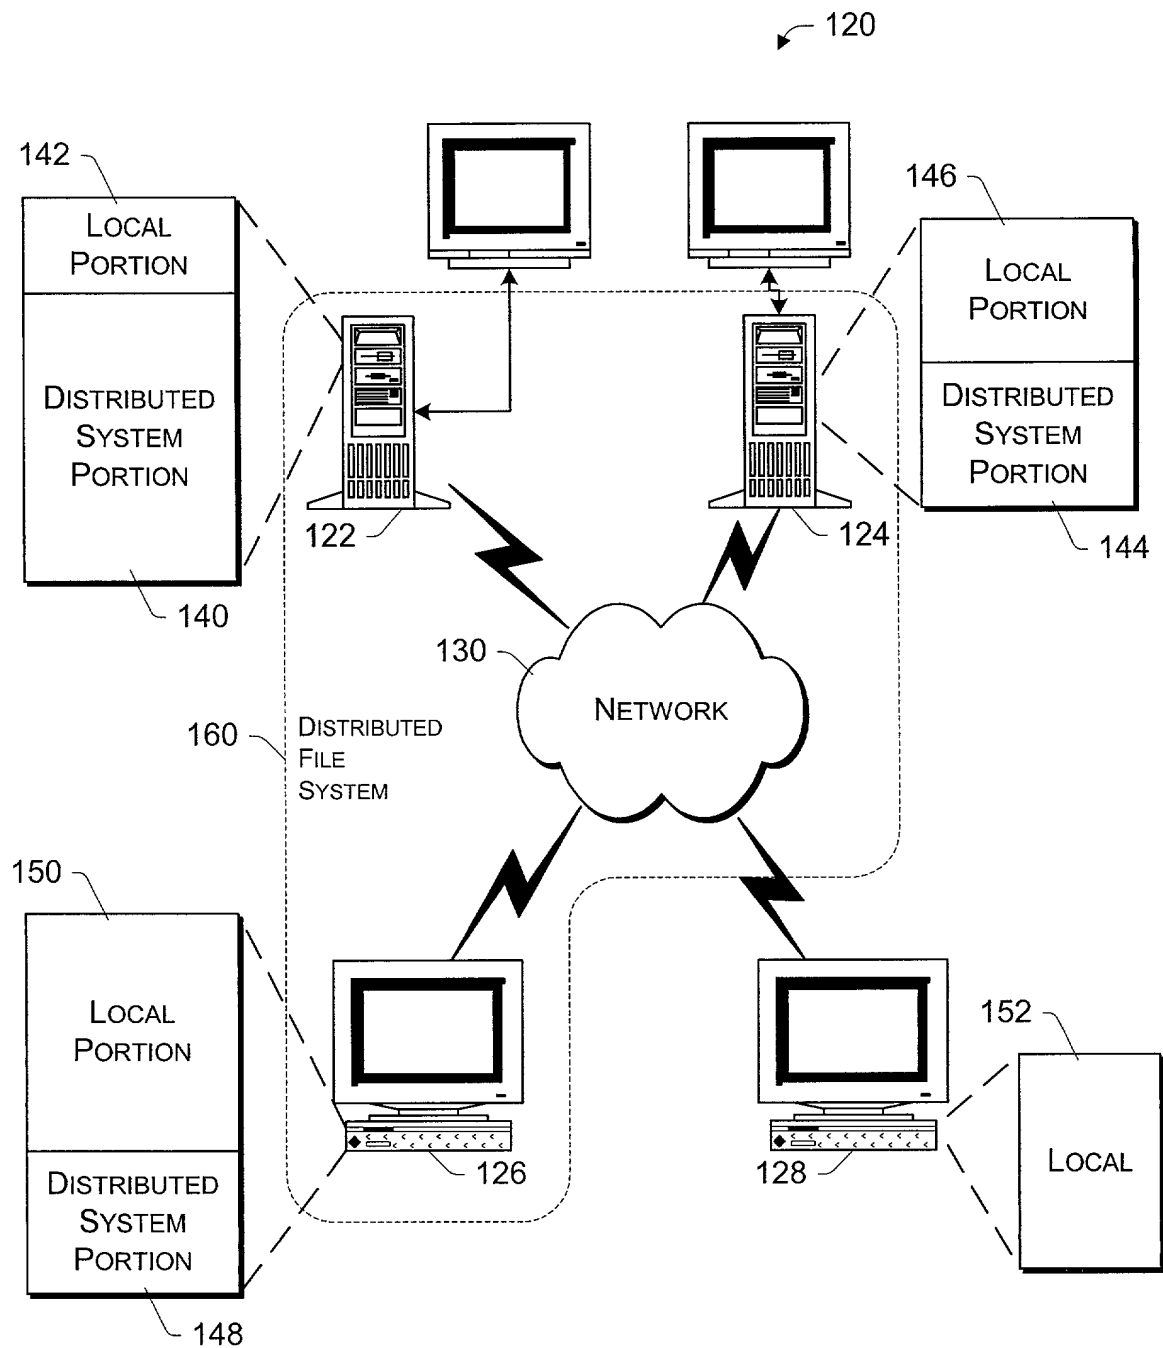 120
142
LOCAL
PORTION
DISTRIBUTED
SYSTEM
PORTION
140
146
LOCAL
PORTION
DISTRIBUTED
SYSTEM
PORTION
144
122
124
130
NETWORK
160
DISTRIBUTED
FILE
SYSTEM
150
LOCAL
PORTION
DISTRIBUTED
SYSTEM
PORTION
148
126
128
152
LOCAL